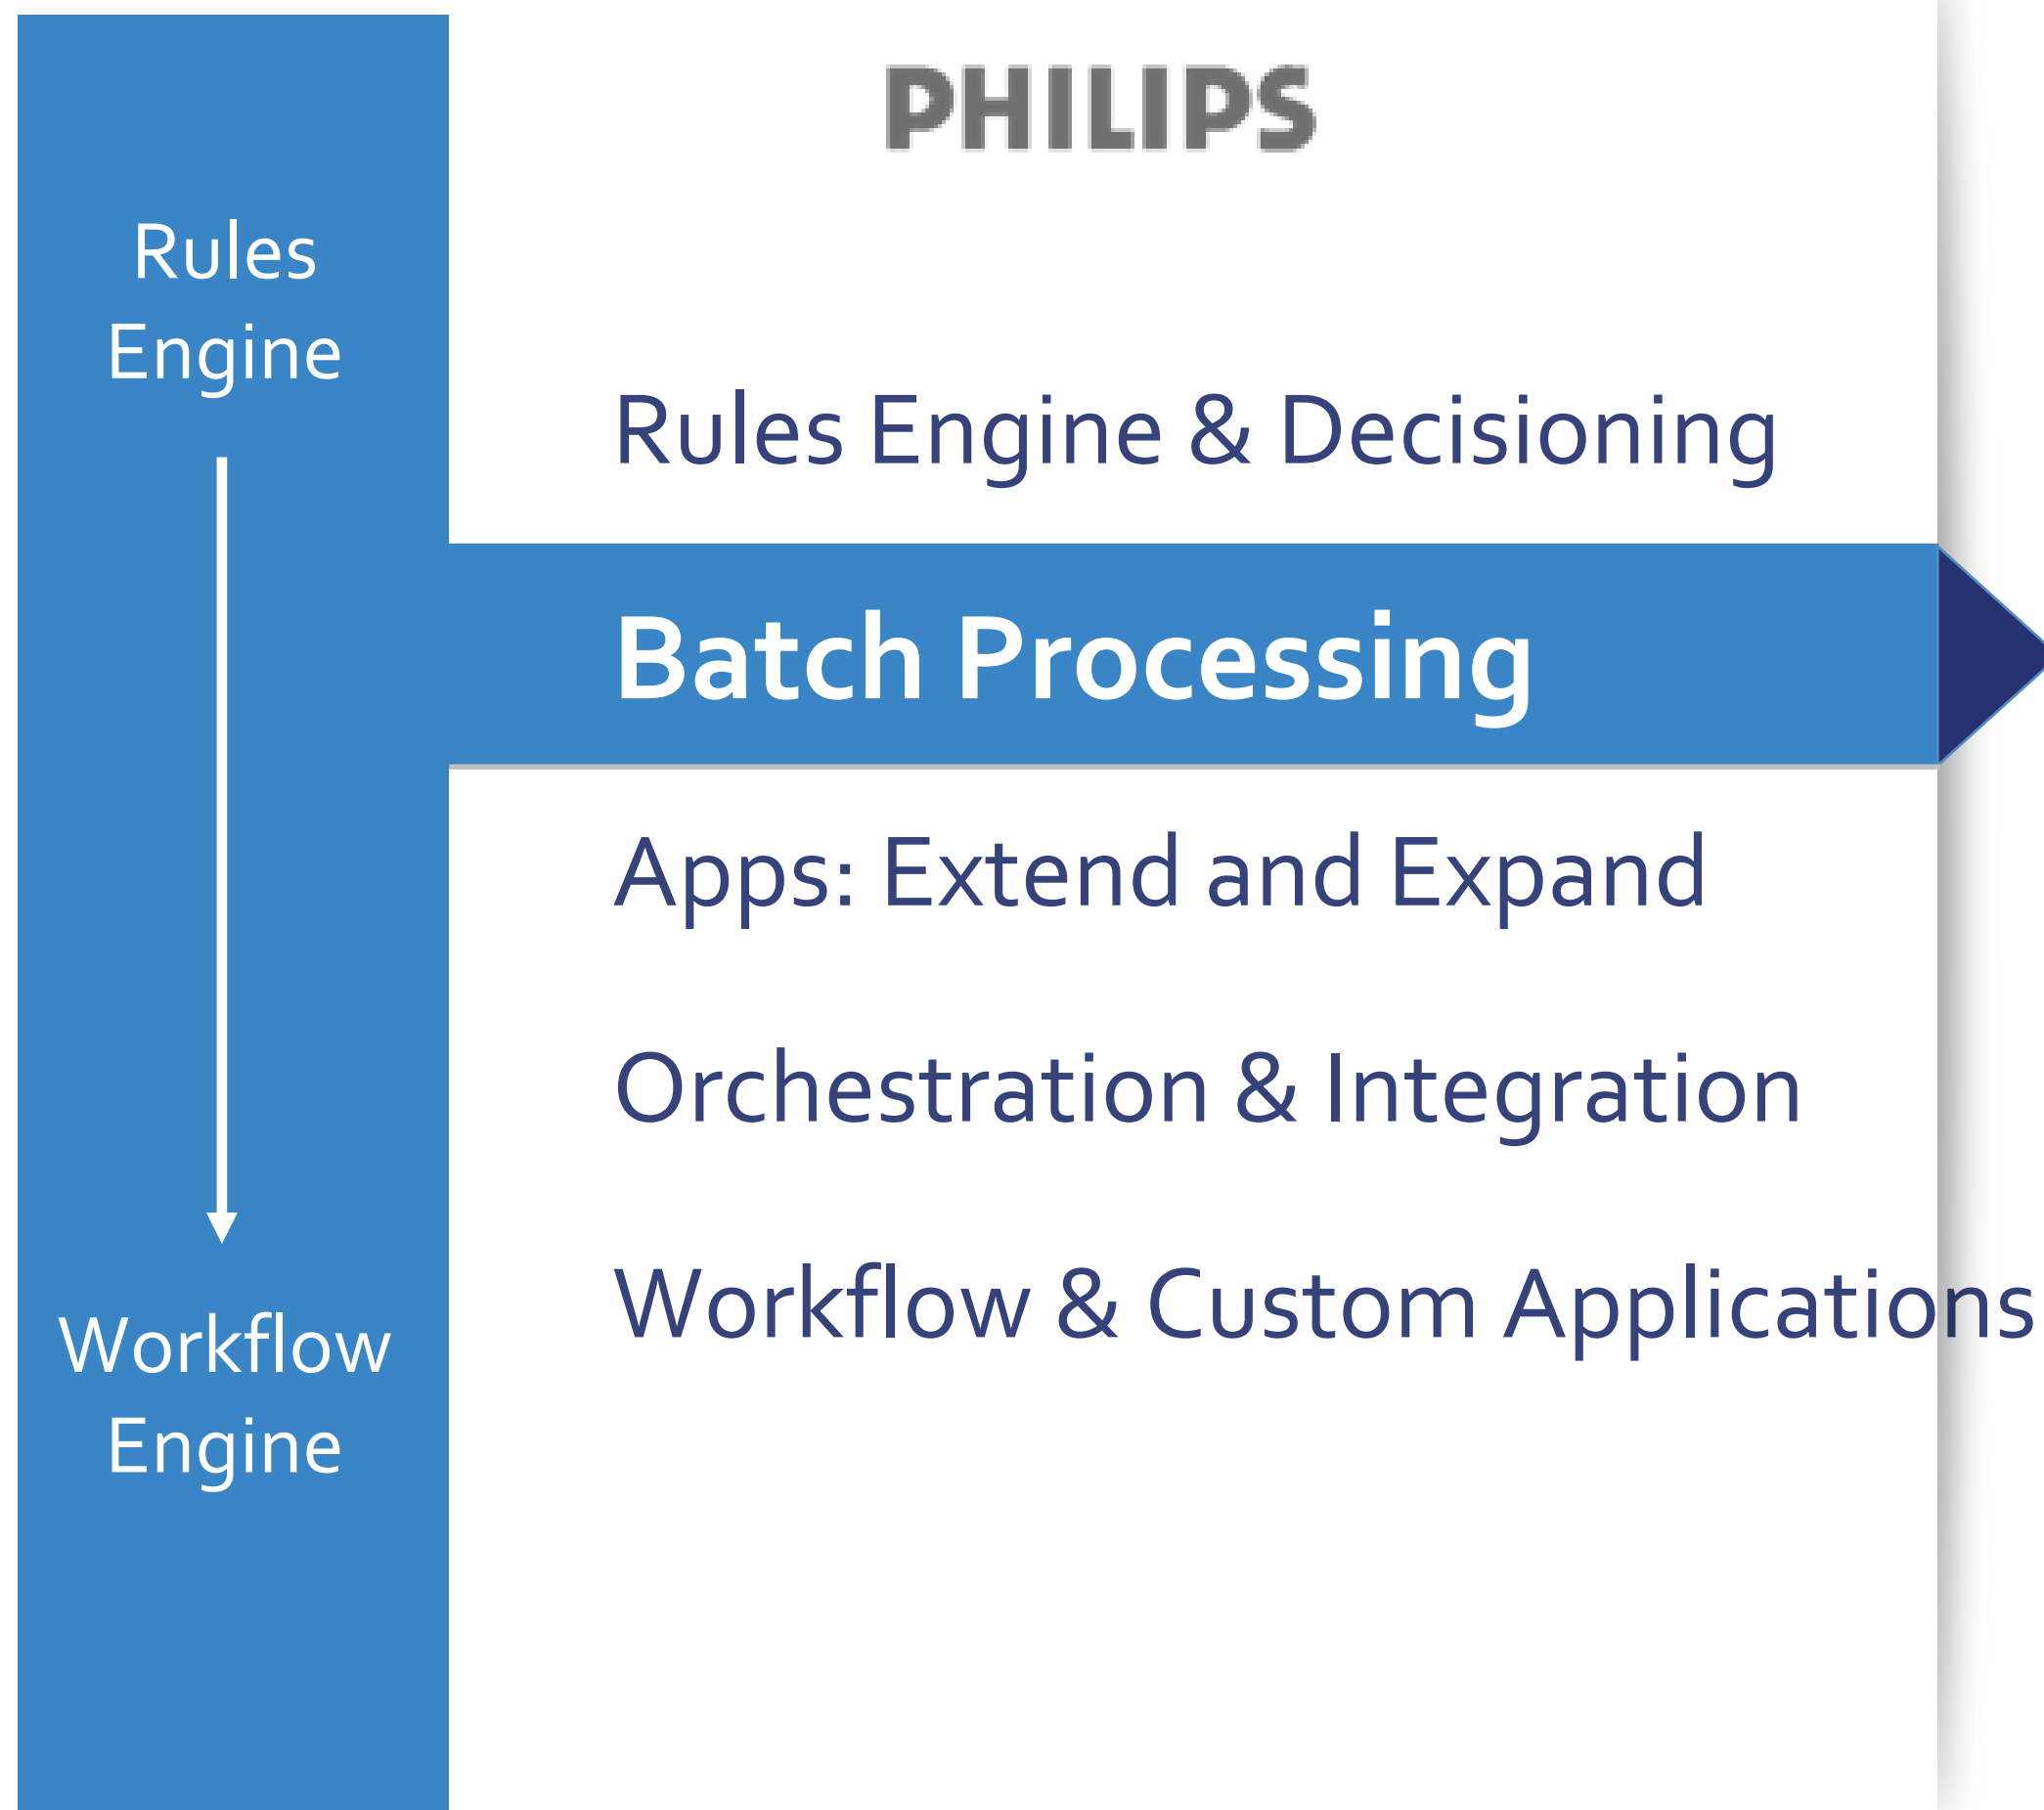 PHILIPS
Rules
Engine
Workflow
Engine
Rules Engine & Decisioning
Batch Processing
Apps: Extend and Expand
Orchestration & Integration
Workflow & Custom Applications